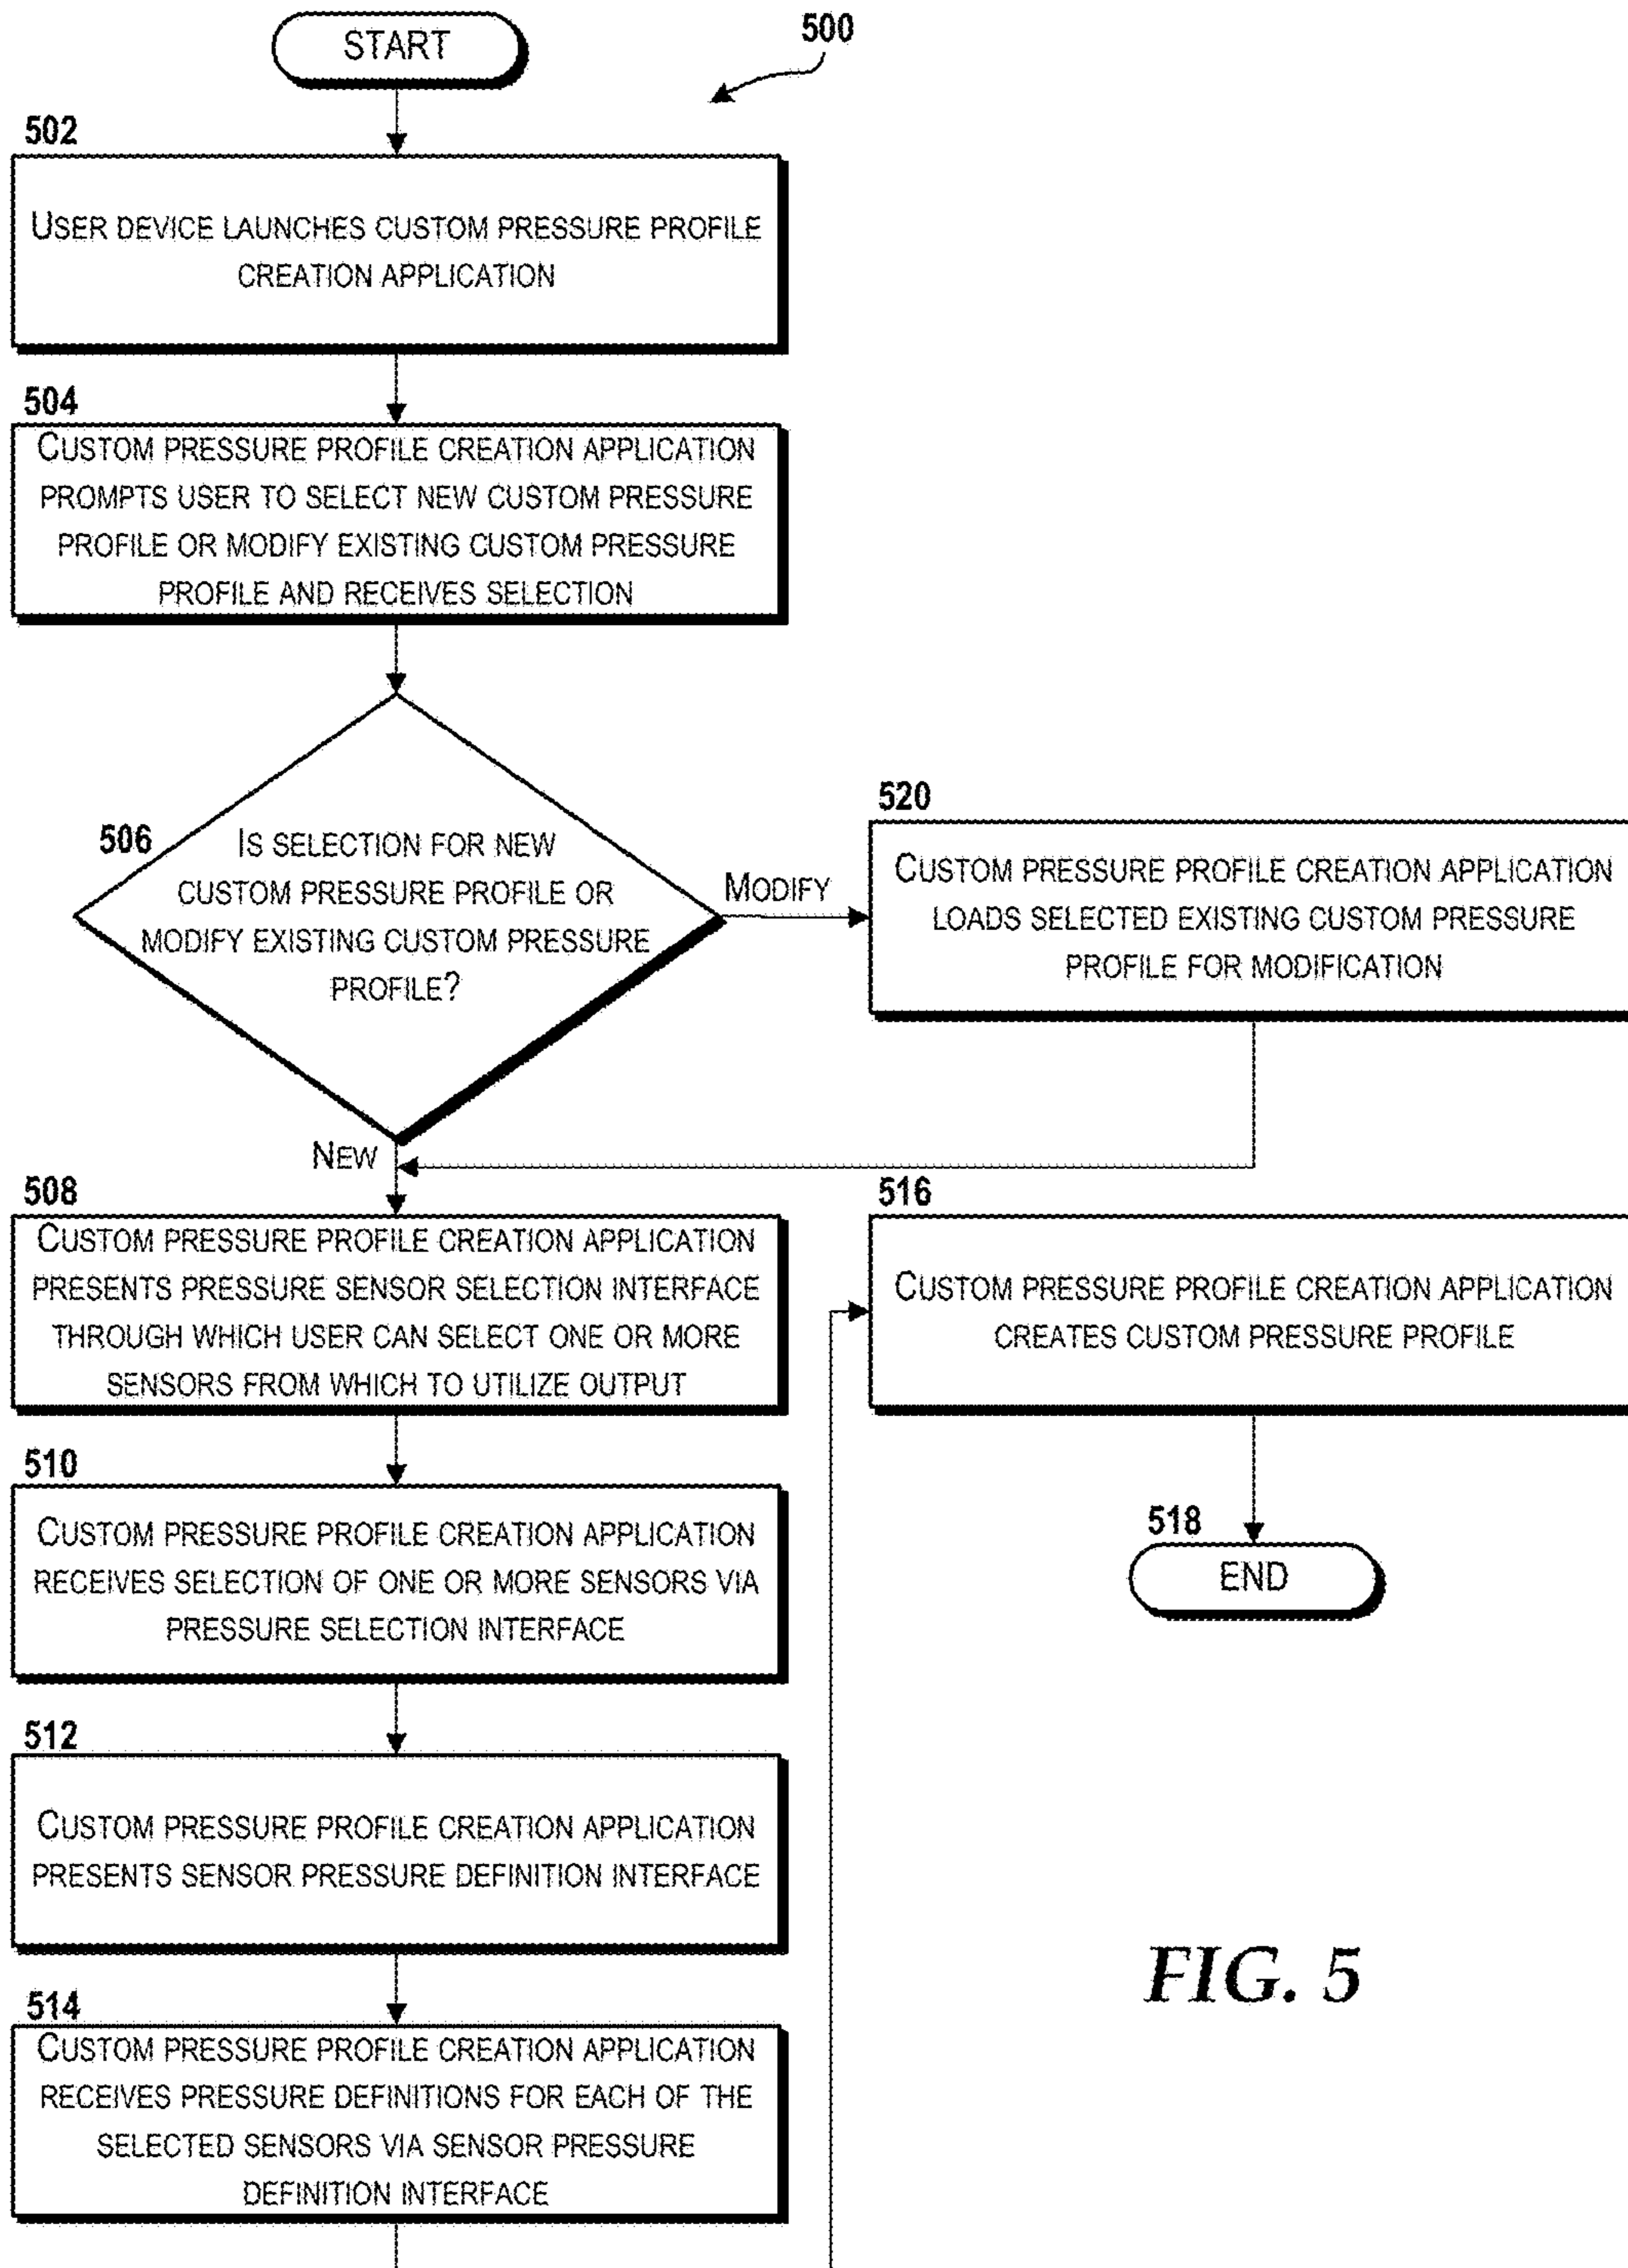 START
500
502
USER DEVICE LAUNCHES CUSTOM PRESSURE PROFILE
CREATION APPLICATION
504
CUSTOM PRESSURE PROFILE CREATION APPLICATION
PROMPTS USER TO SELECT NEW CUSTOM PRESSURE
PROFILE OR MODIFY EXISTING CUSTOM PRESSURE
PROFILE AND RECEIVES SELECTION
506
IS SELECTION FOR NEW
CUSTOM PRESSURE PROFILE OR
MODIFY EXISTING CUSTOM PRESSURE
PROFILE?
MODIFY
520
CUSTOM PRESSURE PROFILE CREATION APPLICATION
LOADS SELECTED EXISTING CUSTOM PRESSURE
PROFILE FOR MODIFICATION
NEW
508
CUSTOM PRESSURE PROFILE CREATION APPLICATION
PRESENTS PRESSURE SENSOR SELECTION INTERFACE
THROUGH WHICH USER CAN SELECT ONE OR MORE
SENSORS FROM WHICH TO UTILIZE OUTPUT
510
CUSTOM PRESSURE PROFILE CREATION APPLICATION
RECEIVES SELECTION OF ONE OR MORE SENSORS VIA
PRESSURE SELECTION INTERFACE
512
CUSTOM PRESSURE PROFILE CREATION APPLICATION
PRESENTS SENSOR PRESSURE DEFINITION INTERFACE
514
CUSTOM PRESSURE PROFILE CREATION APPLICATION
RECEIVES PRESSURE DEFINITIONS FOR EACH OF THE
SELECTED SENSORS VIA SENSOR PRESSURE
DEFINITION INTERFACE
516
CUSTOM PRESSURE PROFILE CREATION APPLICATION
CREATES CUSTOM PRESSURE PROFILE
518
END
FIG. 5